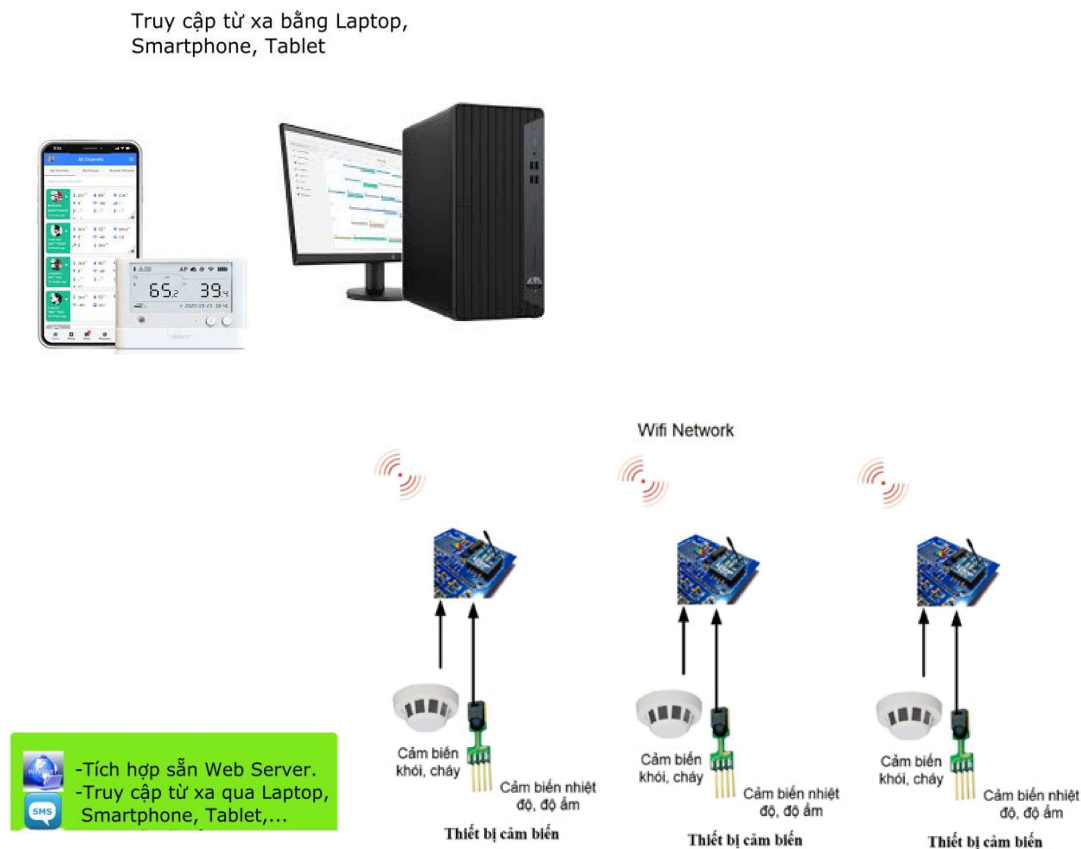 Truy cập từ xa bằng Laptop,
Smartphone, Tablet
All Channels
65.2
39.4
Wifi Network
Cảm biến
khói, cháy
Cảm biến nhiệt
độ, độ ẩm
Thiết bị cảm biến
Cảm biến
khói, cháy
Cảm biến nhiệt
độ, độ ẩm
Thiết bị cảm biến
Cảm biến
khói, cháy
Cảm biến nhiệt
độ, độ ẩm
Thiết bị cảm biến
-Tích hợp sẵn Web Server.
-Truy cập từ xa qua Laptop,
Smartphone, Tablet,...
SMS